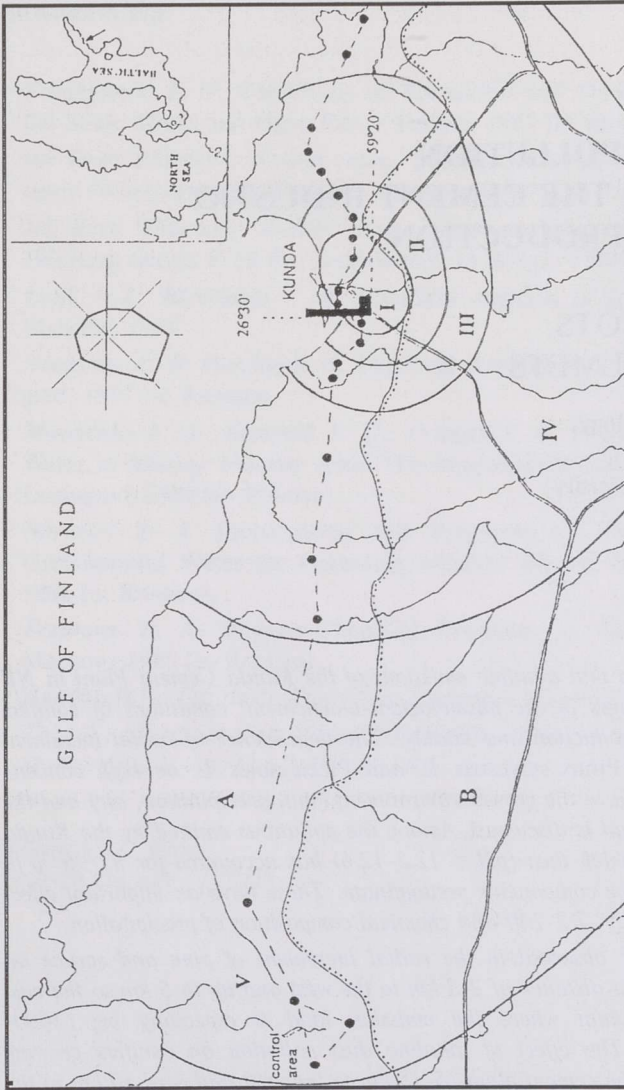 GULF OF FINLAND
BALTIC SEA
NORTH
SEA
26°30'
KUNDA
59°20'
I
II
III
IV
A
B
control
area